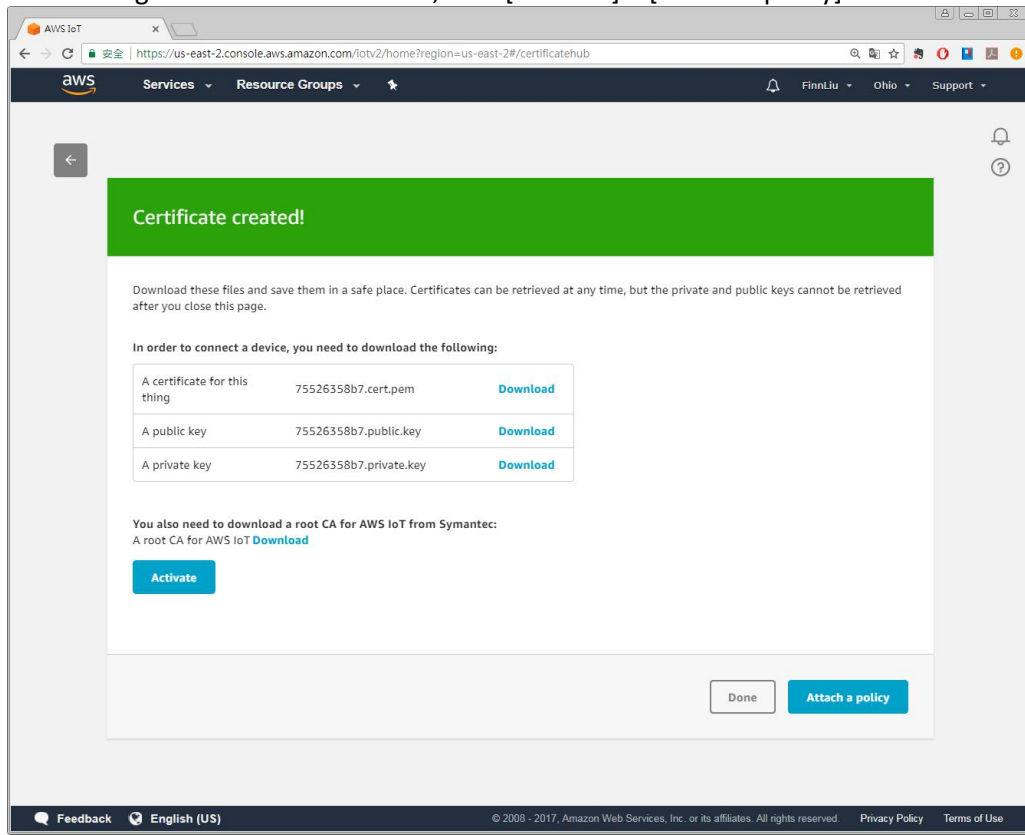 AWS IoT
安全 https://us-east-2.console.aws.amazon.com/iotv2/home?region=us-east-2#/certificatehub
aws Services Resource Groups FinnLiu Ohio Support
Certificate created!
Download these files and save them in a safe place. Certificates can be retrieved at any time, but the private and public keys cannot be retrieved
after you close this page.
In order to connect a device, you need to download the following:
A certificate for this
thing 75526358b7.cert.pem Download
A public key 75526358b7.public.key Download
A private key 75526358b7.private.key Download
You also need to download a root CA for AWS IoT from Symantec:
A root CA for AWS IoT Download
Activate
Done Attach a policy
Feedback English (US) © 2008 - 2017, Amazon Web Services, Inc. or its affiliates. All rights reserved. Privacy Policy Terms of Use